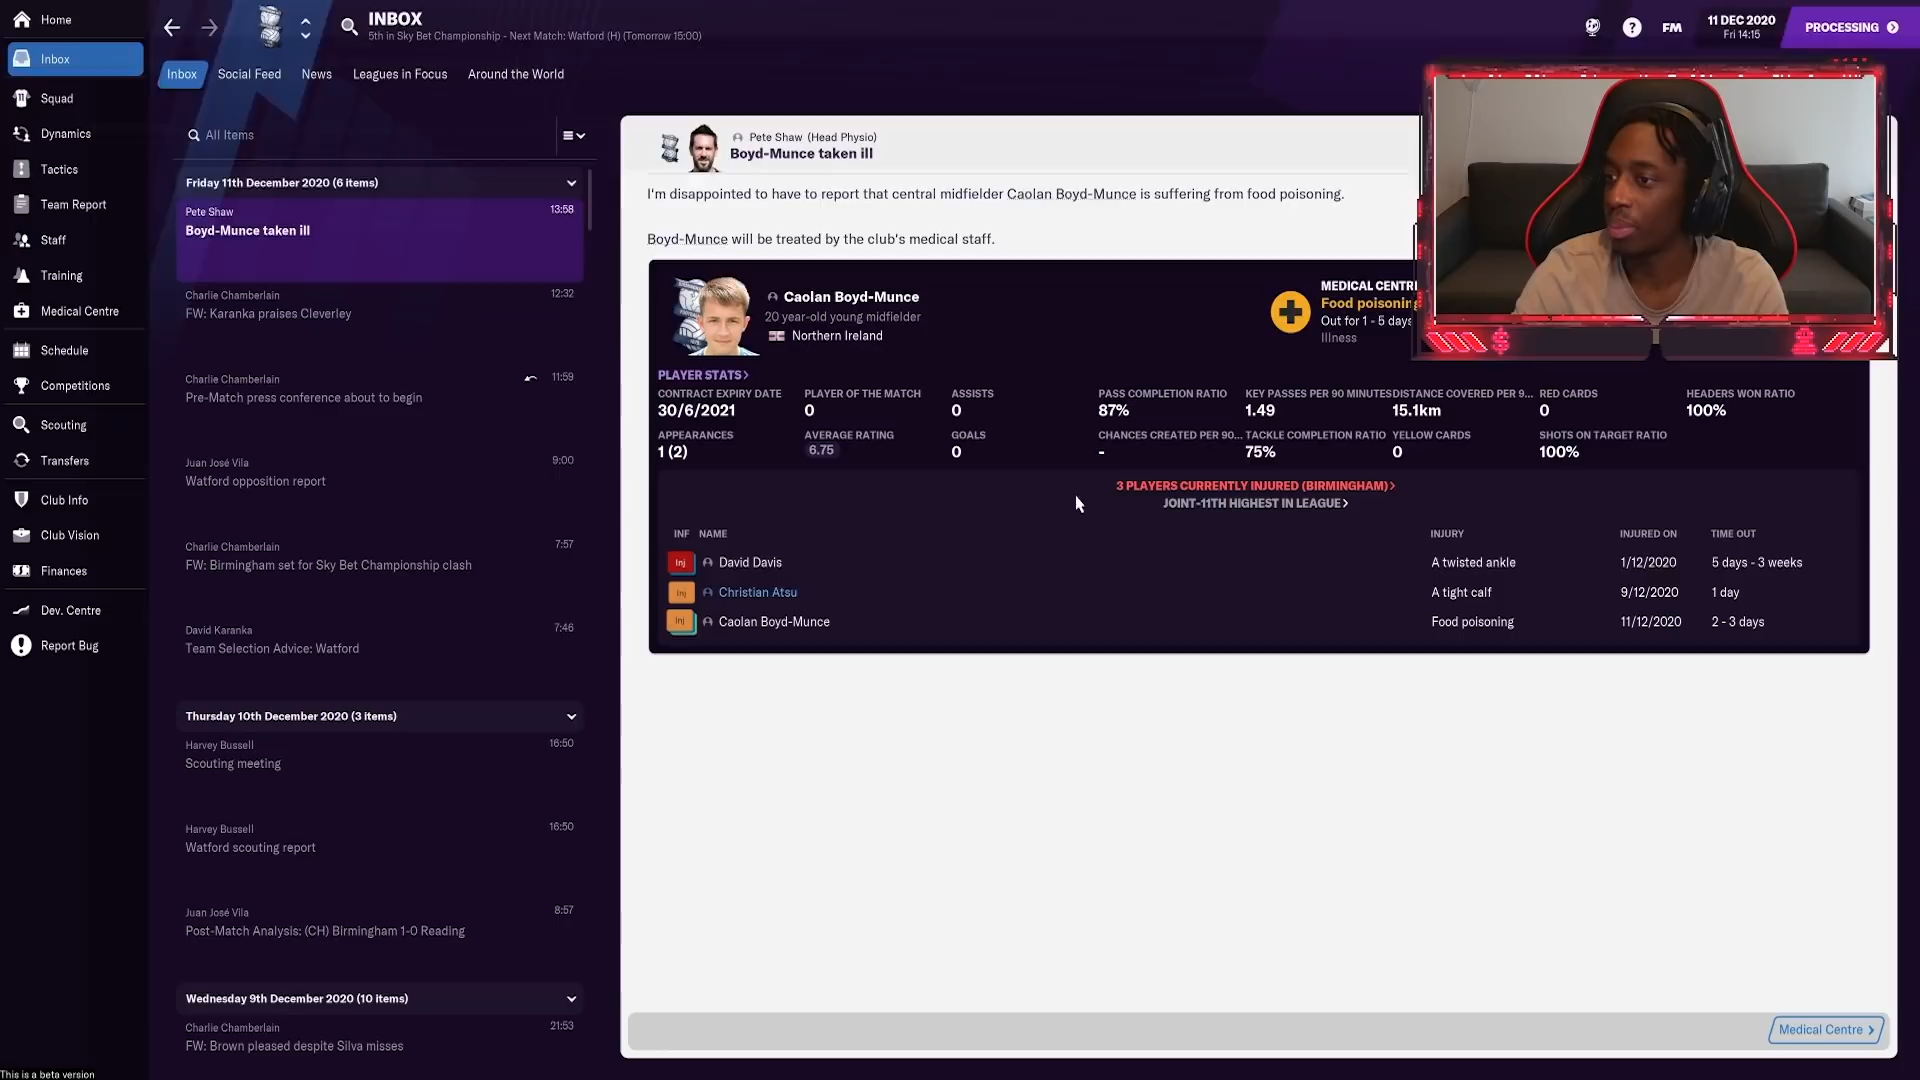 Home
INBOX
5th in Sky Bet Championship - Next Match: Watford (H) (Tomorrow 15:00)
FM
11 DEC 2020
Fri 14:15
PROCESSING
Inbox
Squad
Dynamics
Tactics
Team Report
Staff
Training
Medical Centre
Schedule
Competitions
Scouting
Transfers
Club Info
Club Vision
Finances
Dev. Centre
Report Bug
This is a beta version
Inbox Social Feed News Leagues in Focus Around the World
All Items
Friday 11th December 2020 (6 items)
Pete Shaw 13:58
Boyd-Munce taken ill
Charlie Chamberlain 12:32
FW: Karanka praises Cleverley
Charlie Chamberlain 11:59
Pre-Match press conference about to begin
Juan José Vila 9:00
Watford opposition report
Charlie Chamberlain 7:57
FW: Birmingham set for Sky Bet Championship clash
David Karanka 7:46
Team Selection Advice: Watford
Thursday 10th December 2020 (3 items)
Harvey Bussell 16:50
Scouting meeting
Harvey Bussell 16:50
Watford scouting report
Juan José Vila 8:57
Post-Match Analysis: (CH) Birmingham 1-0 Reading
Wednesday 9th December 2020 (10 items)
Charlie Chamberlain 21:53
FW: Brown pleased despite Silva misses
Pete Shaw (Head Physio)
Boyd-Munce taken ill
I'm disappointed to have to report that central midfielder Caolan Boyd-Munce is suffering from food poisoning.
Boyd-Munce will be treated by the club's medical staff.
Caolan Boyd-Munce
20 year-old young midfielder
Northern Ireland
MEDICAL CENTR
Food poisoning
Out for 1 - 5 days
Illness
PLAYER STATS>
CONTRACT EXPIRY DATE PLAYER OF THE MATCH ASSISTS PASS COMPLETION RATIO KEY PASSES PER 90 MINUTES DISTANCE COVERED PER 9... RED CARDS HEADERS WON RATIO
30/6/2021 0 0 87% 1.49 15.1km 0 100%
APPEARANCES AVERAGE RATING GOALS CHANCES CREATED PER 90... TACKLE COMPLETION RATIO YELLOW CARDS SHOTS ON TARGET RATIO
1 (2) 6.75 0 - 75% 0 100%
3 PLAYERS CURRENTLY INJURED (BIRMINGHAM)>
JOINT-11TH HIGHEST IN LEAGUE>
INF NAME INJURY INJURED ON TIME OUT
Inj David Davis A twisted ankle 1/12/2020 5 days - 3 weeks
Inj Christian Atsu A tight calf 9/12/2020 1 day
Inj Caolan Boyd-Munce Food poisoning 11/12/2020 2 - 3 days
Medical Centre >